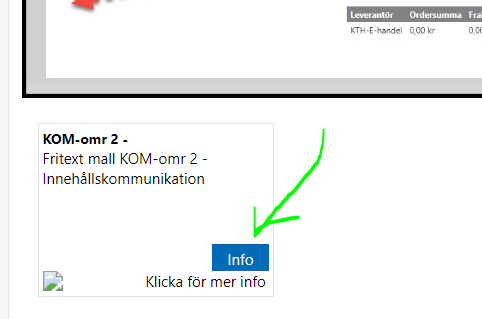 Leverantör Ordersumma Fra
KTH-E-handel 0,00 kr 0,00
KOM-omr 2 -
Fritext mall KOM-omr 2 -
Innehållskommunikation
Info
Klicka för mer info